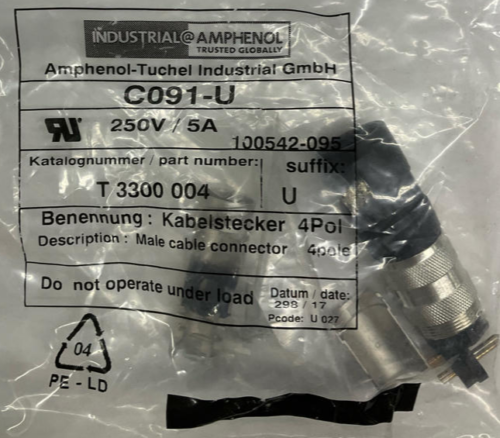 INDUSTRIAL@AMPHENOL
TRUSTED GLOBALLY
Amphenol-Tuchel Industrial GmbH
C091-U
RU 250V / 5A
100542-095
Katalognummer / part number: suffix:
T 3300 004 U
Benennung : Kabelstecker 4Pol
Description : Male cable connector 4pole
Do not operate under load
Datum / date:
298 / 17
Pcode: U 027
04
PE - LD